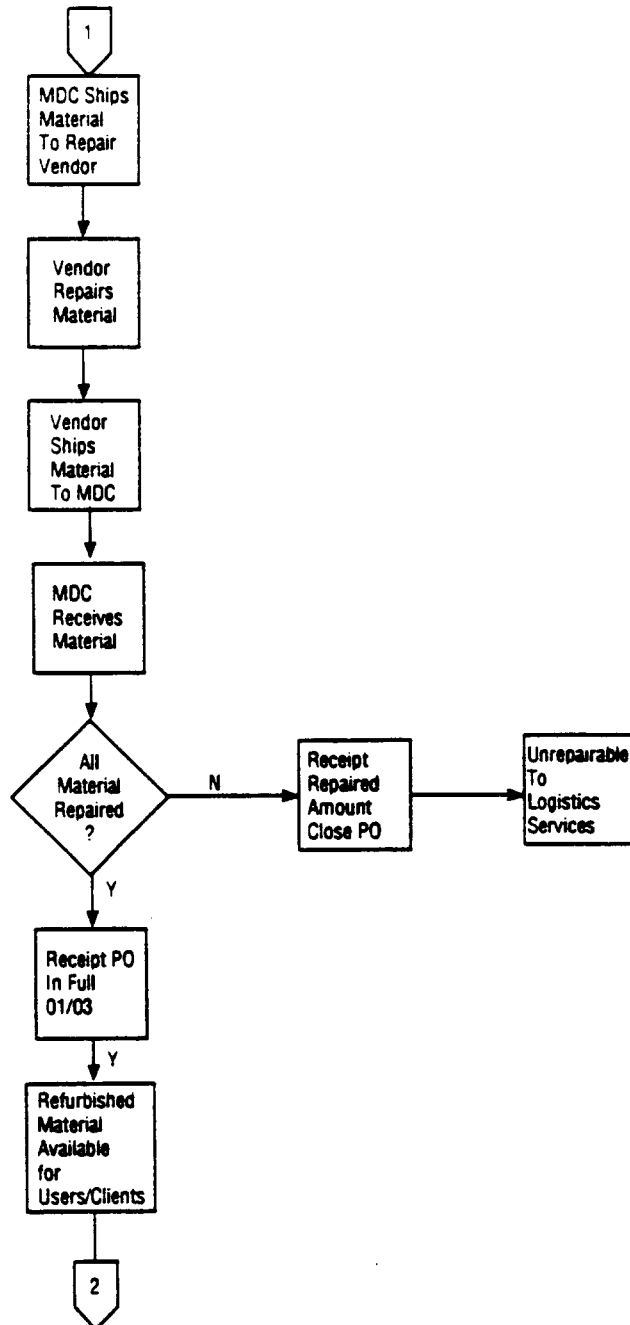 1
MDC Ships
Material
To Repair
Vendor
Vendor
Repairs
Material
Vendor
Ships
Material
To MDC
MDC
Receives
Material
All
Material
Repaired
?
N
Receipt
Repaired
Amount
Close PO
Unrepairable
To
Logistics
Services
Y
Receipt PO
In Full
01/03
Y
Refurbished
Material
Available
for
Users/Clients
2